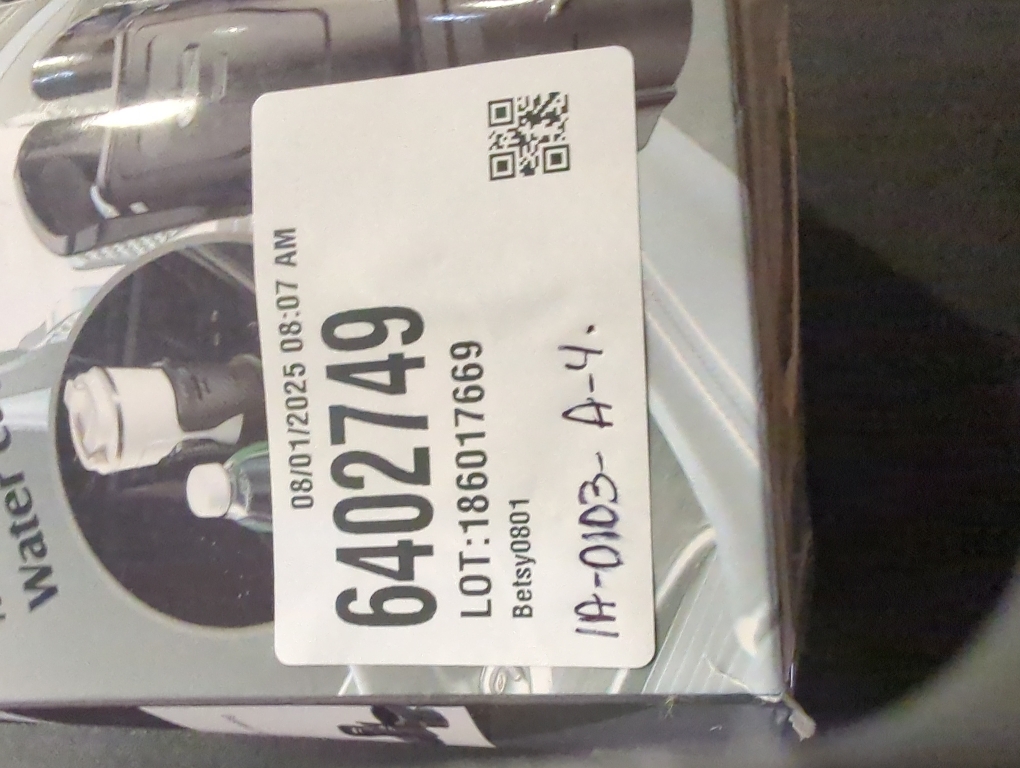 08/01/2025 08:07 AM
6402749
LOT:186017669
Betsy0801
1A-0103- A-4.
Water